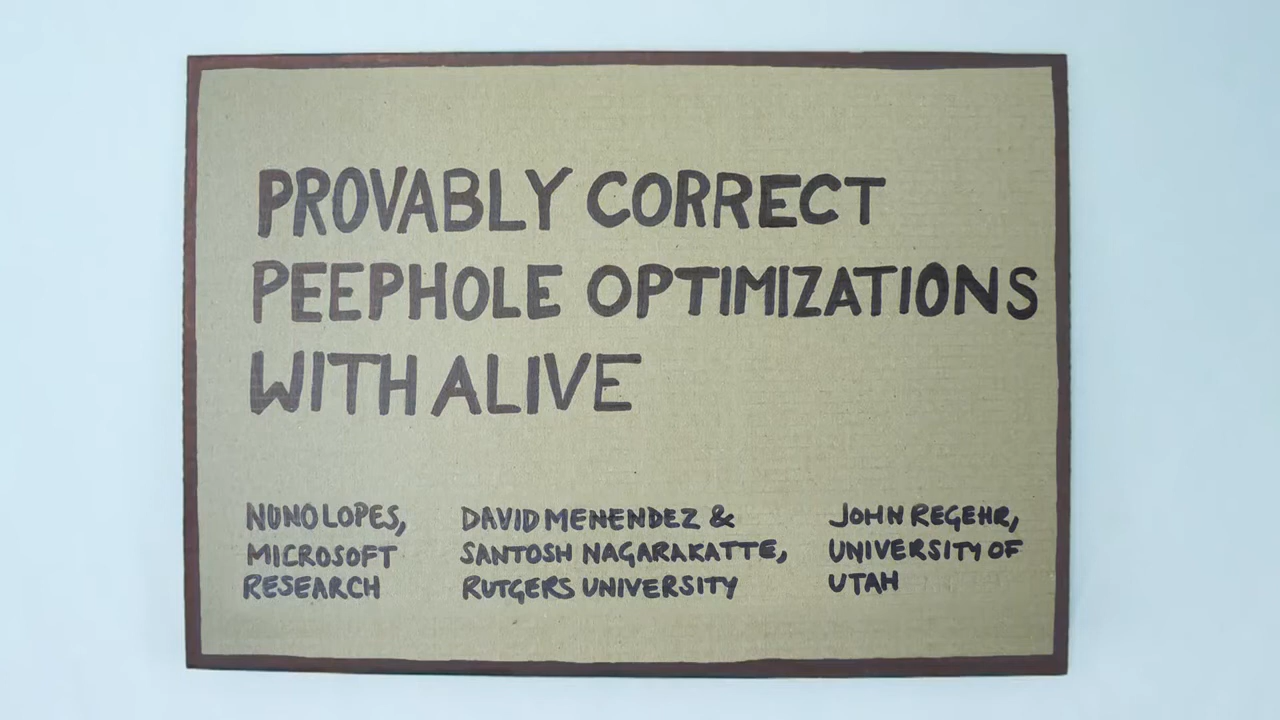 PROVABLY CORRECT
PEEPHOLE OPTIMIZATIONS
WITH ALIVE
NUNO LOPES,
MICROSOFT
RESEARCH
DAVID MENENDEZ &
SANTOSH NAGARAKATTE,
RUTGERS UNIVERSITY
JOHN REGEHR,
UNIVERSITY OF
UTAH